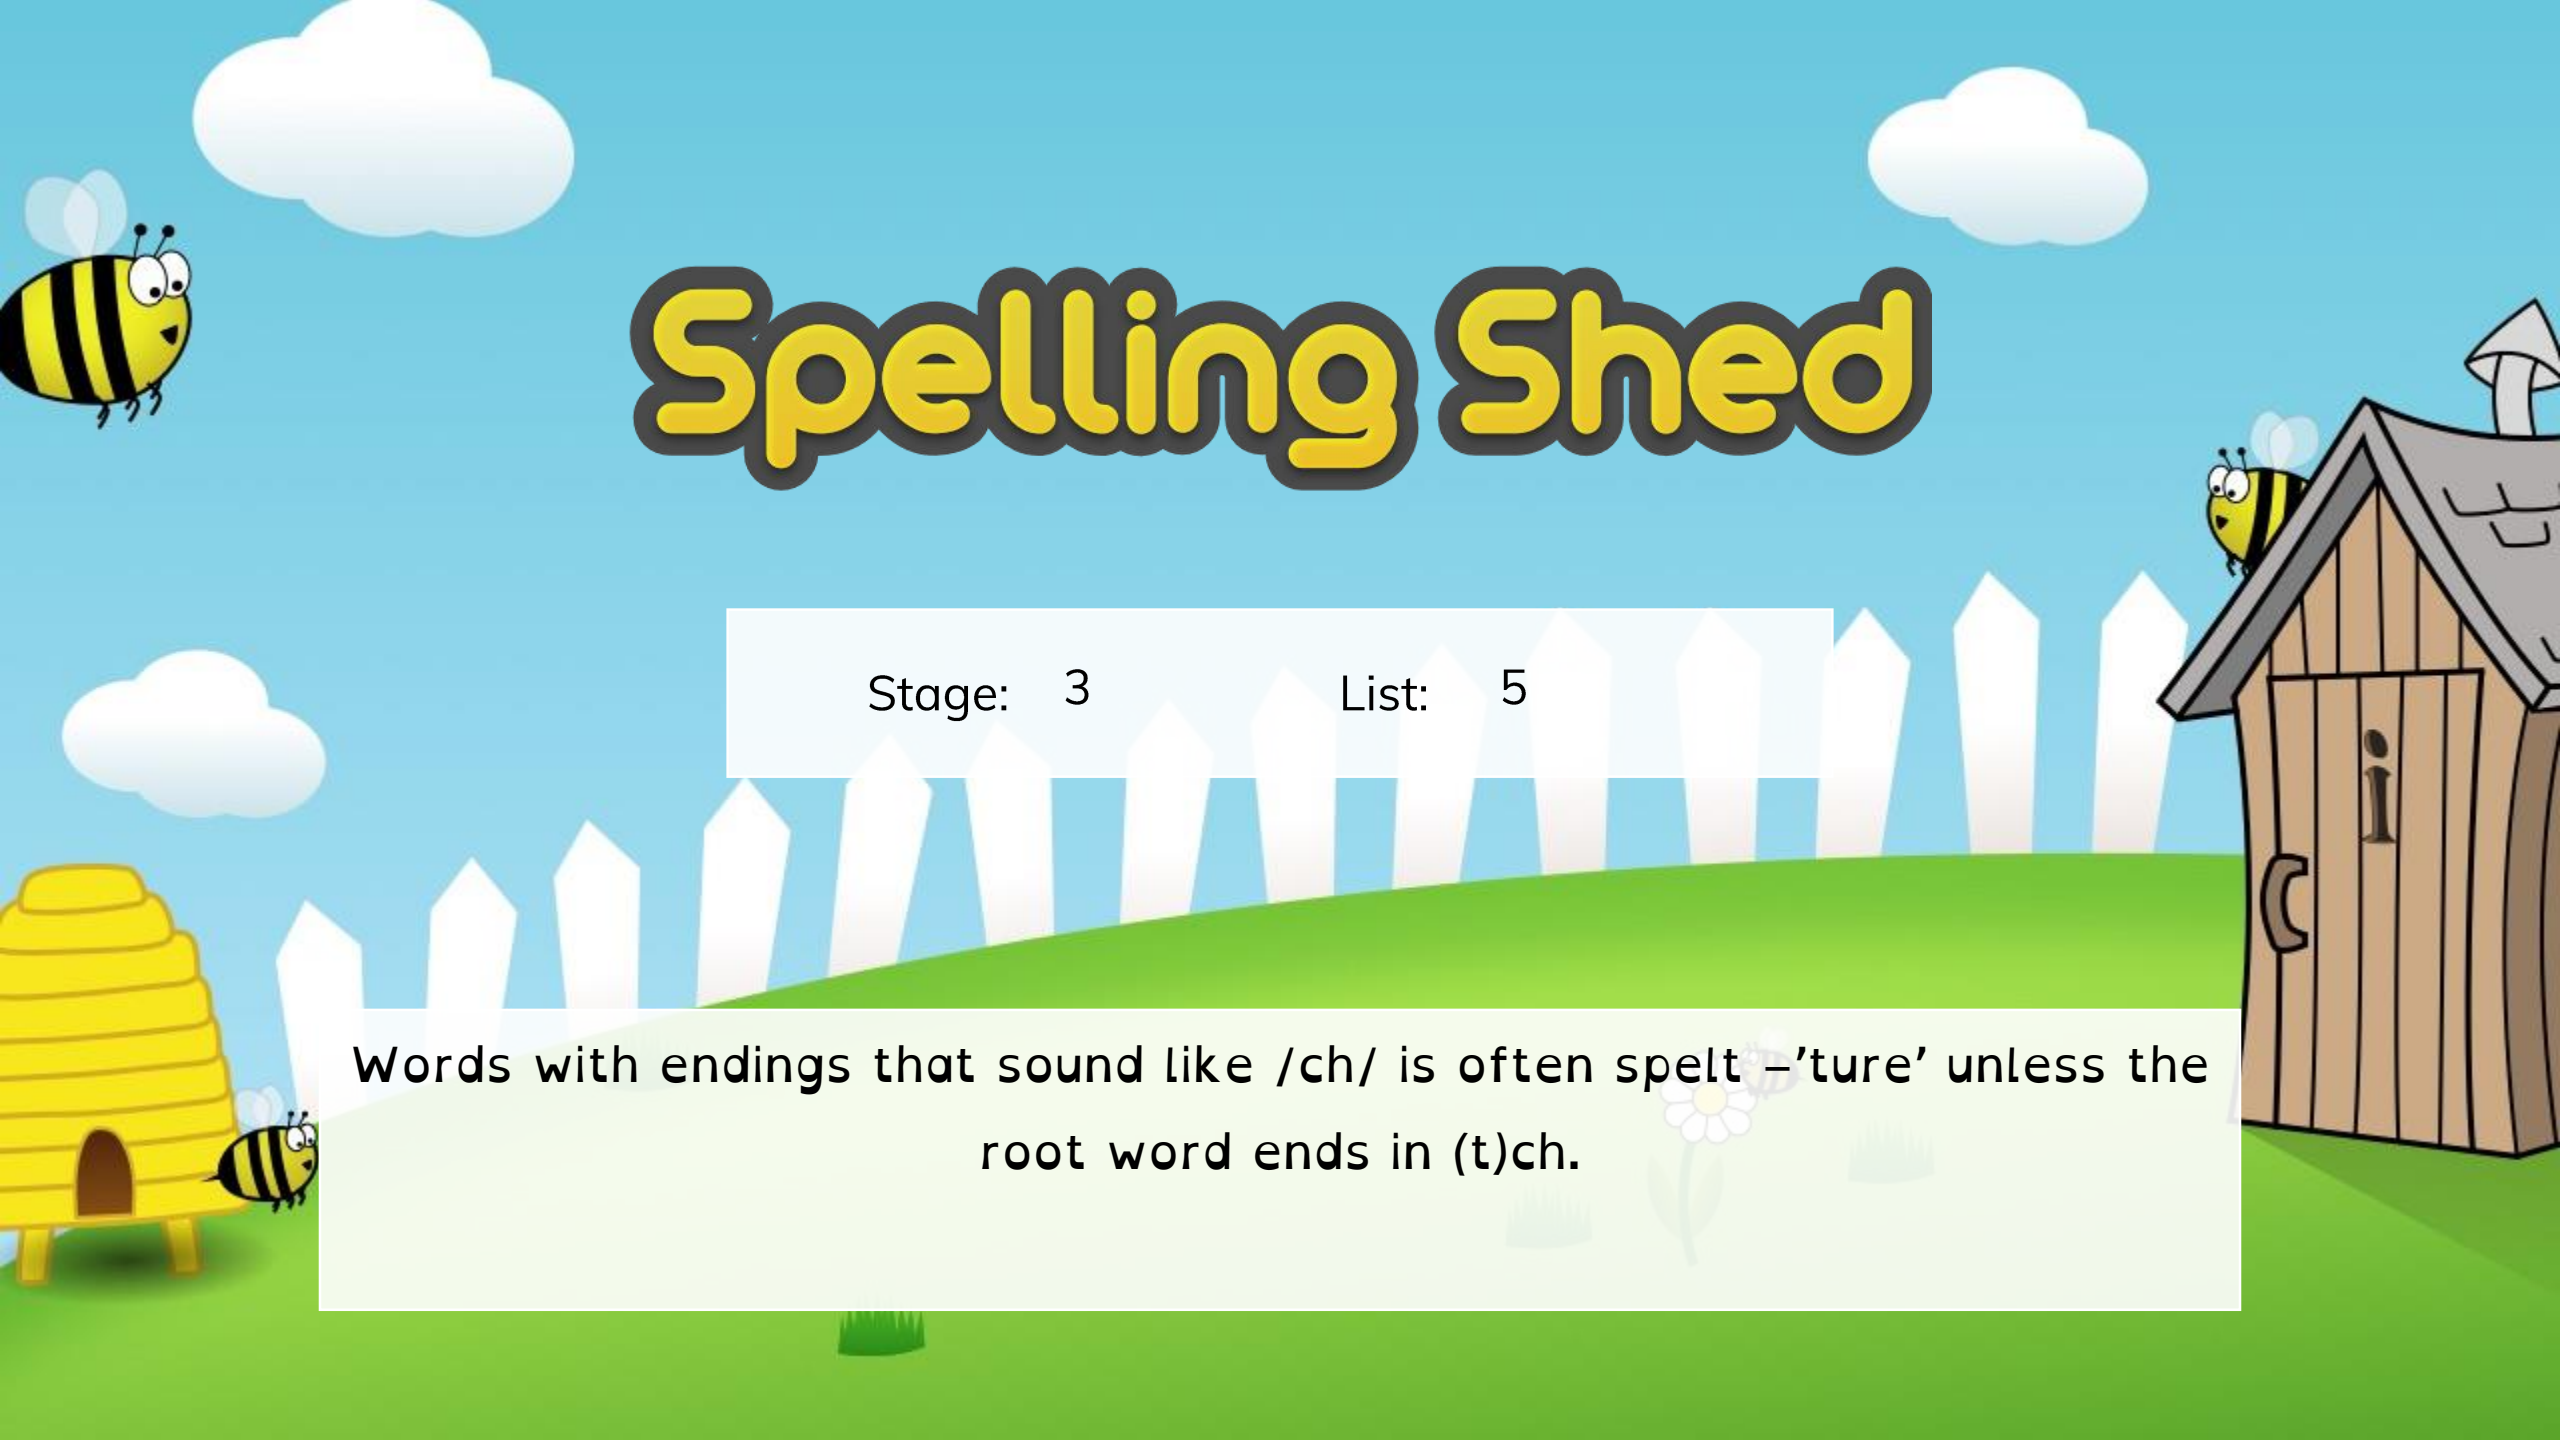 Spelling Shed
Stage: 3 List: 5
Words with endings that sound like /ch/ is often spelt –’ture’ unless the
root word ends in (t)ch.
i